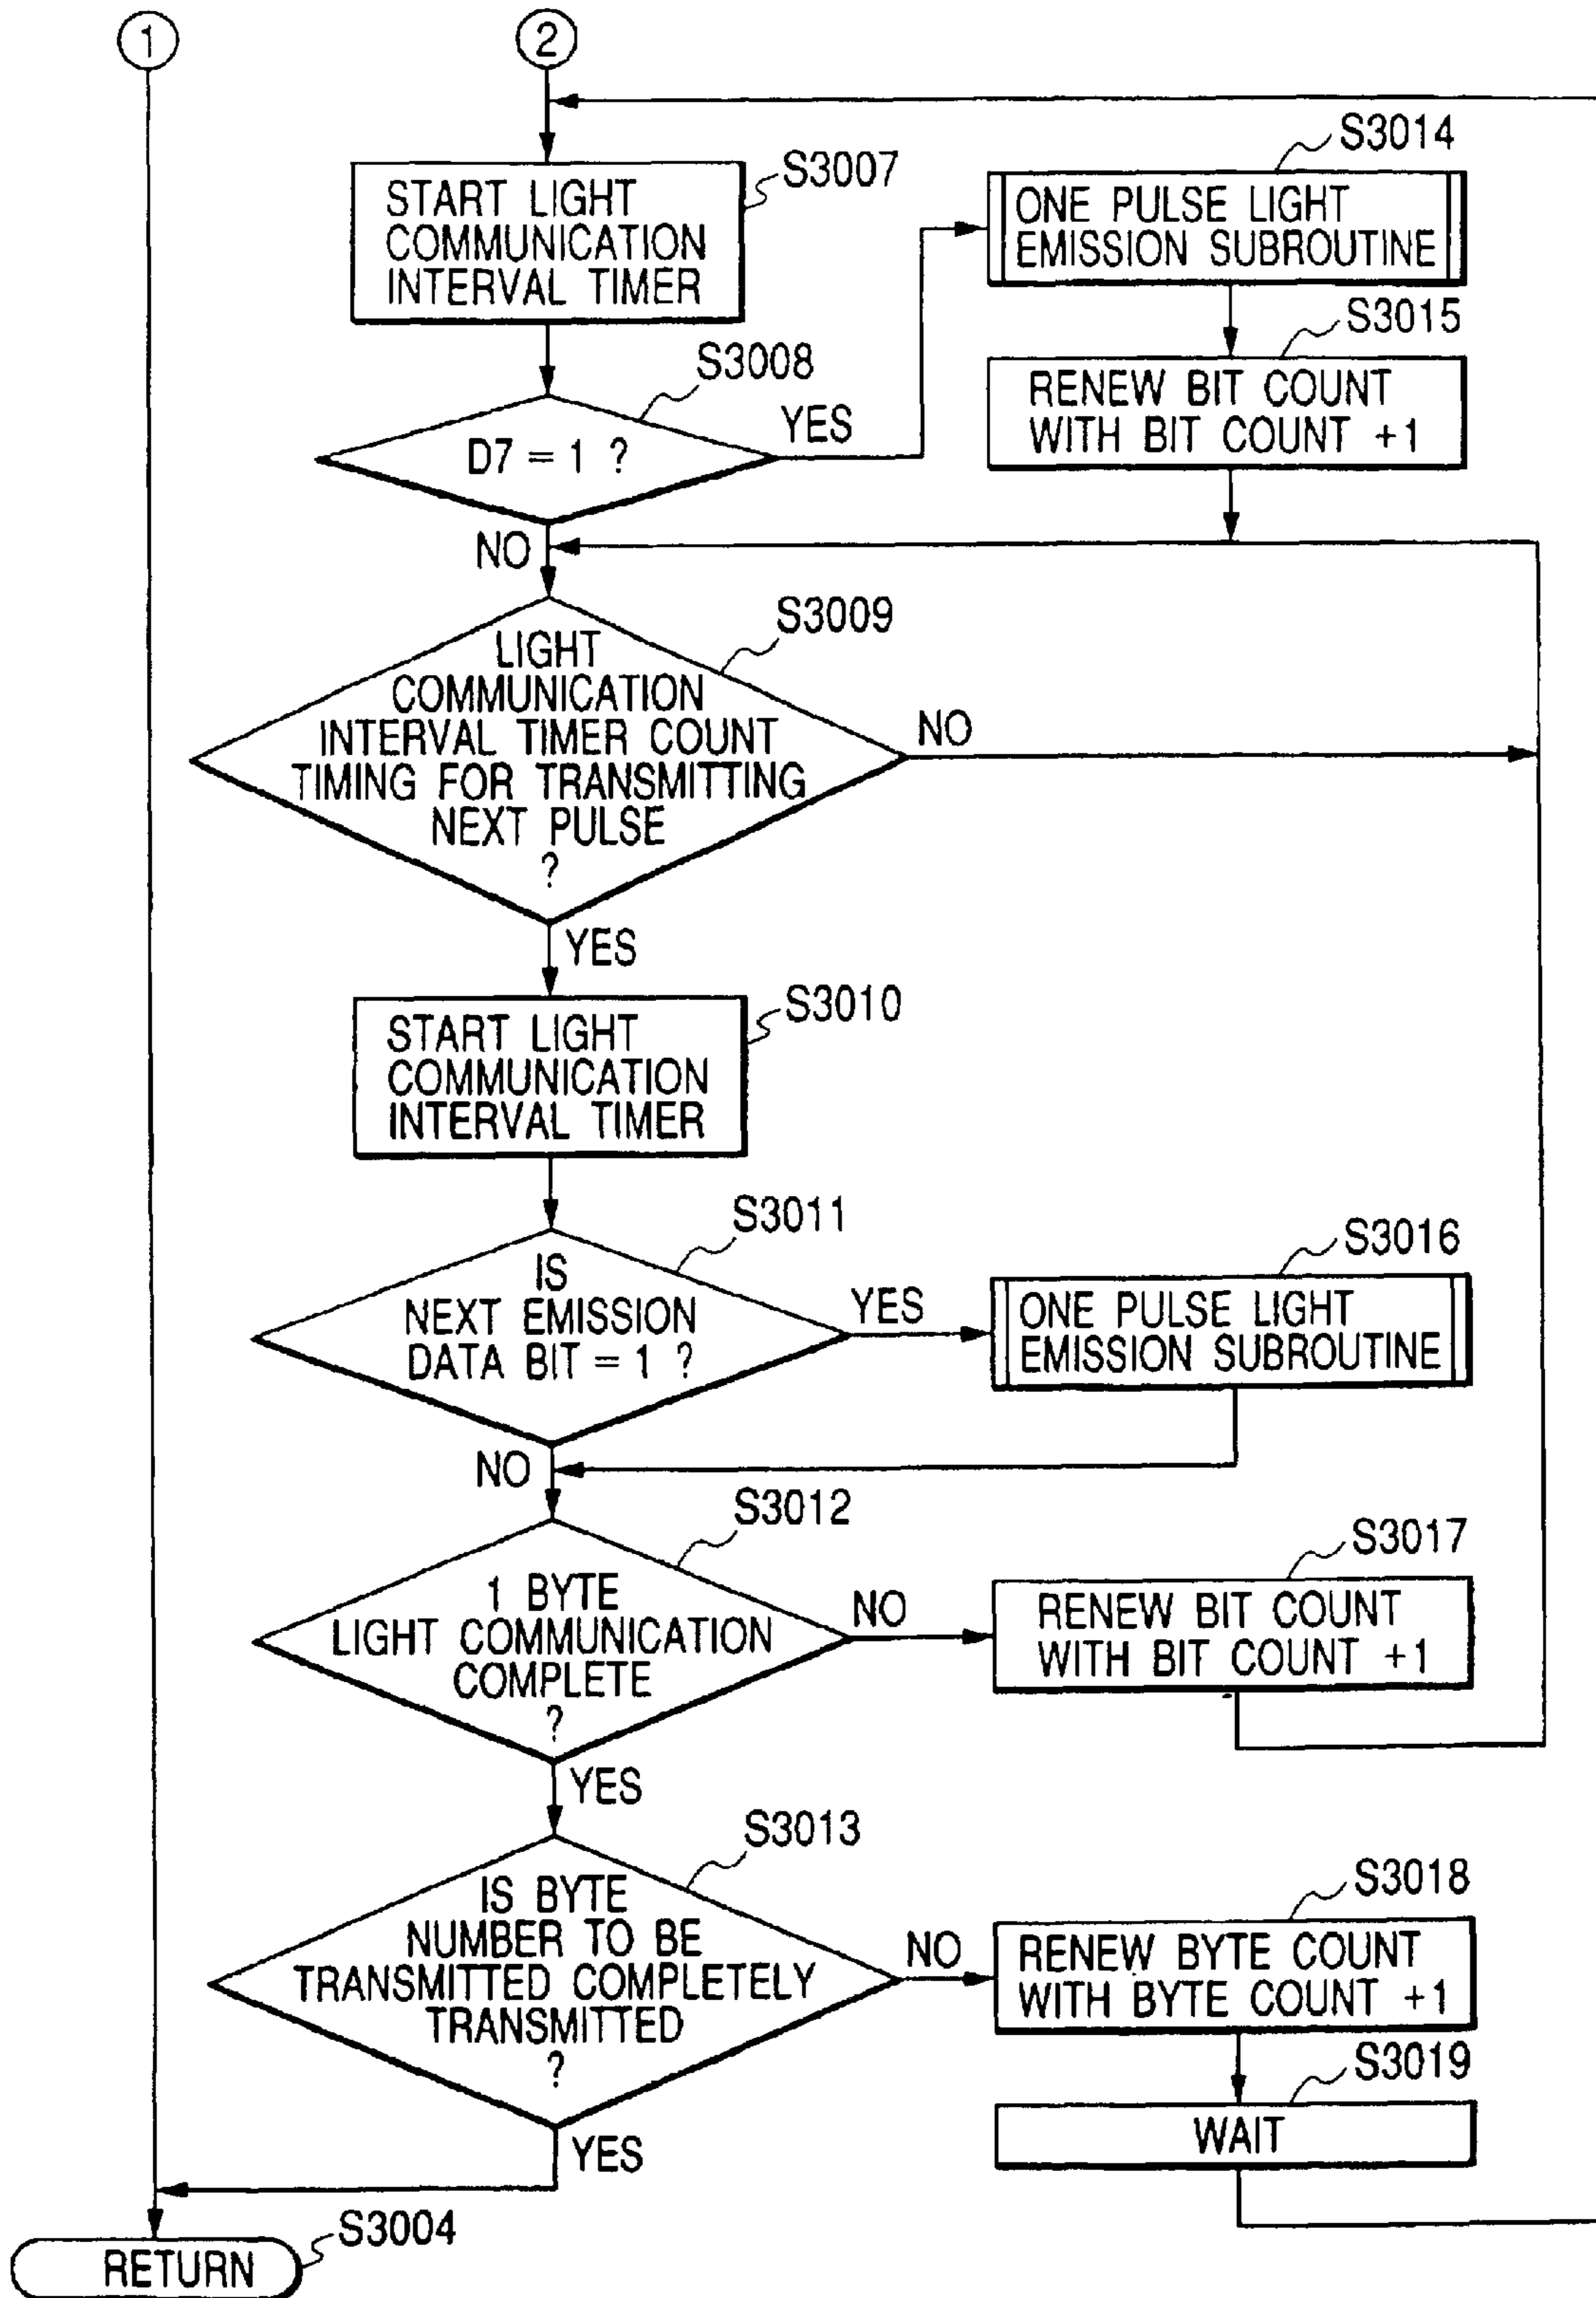 1
2
S3007
START LIGHT
COMMUNICATION
INTERVAL TIMER
S3014
ONE PULSE LIGHT
EMISSION SUBROUTINE
S3008
D7 = 1 ?
YES
NO
S3015
RENEW BIT COUNT
WITH BIT COUNT +1
S3009
LIGHT
COMMUNICATION
INTERVAL TIMER COUNT
TIMING FOR TRANSMITTING
NEXT PULSE
?
NO
YES
S3010
START LIGHT
COMMUNICATION
INTERVAL TIMER
S3011
IS
NEXT EMISSION
DATA BIT = 1 ?
YES
NO
S3016
ONE PULSE LIGHT
EMISSION SUBROUTINE
S3012
1 BYTE
LIGHT COMMUNICATION
COMPLETE
?
NO
YES
S3017
RENEW BIT COUNT
WITH BIT COUNT +1
S3013
IS BYTE
NUMBER TO BE
TRANSMITTED COMPLETELY
TRANSMITTED
?
NO
YES
S3018
RENEW BYTE COUNT
WITH BYTE COUNT +1
S3019
WAIT
S3004
RETURN